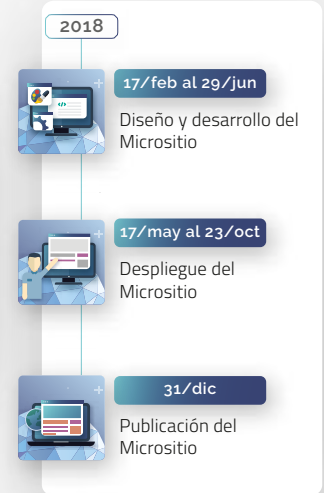 2018
17/feb al 29/jun
Diseño y desarrollo del
Micrositio
17/may al 23/oct
Despliegue del
Micrositio
31/dic
Publicación del
Micrositio